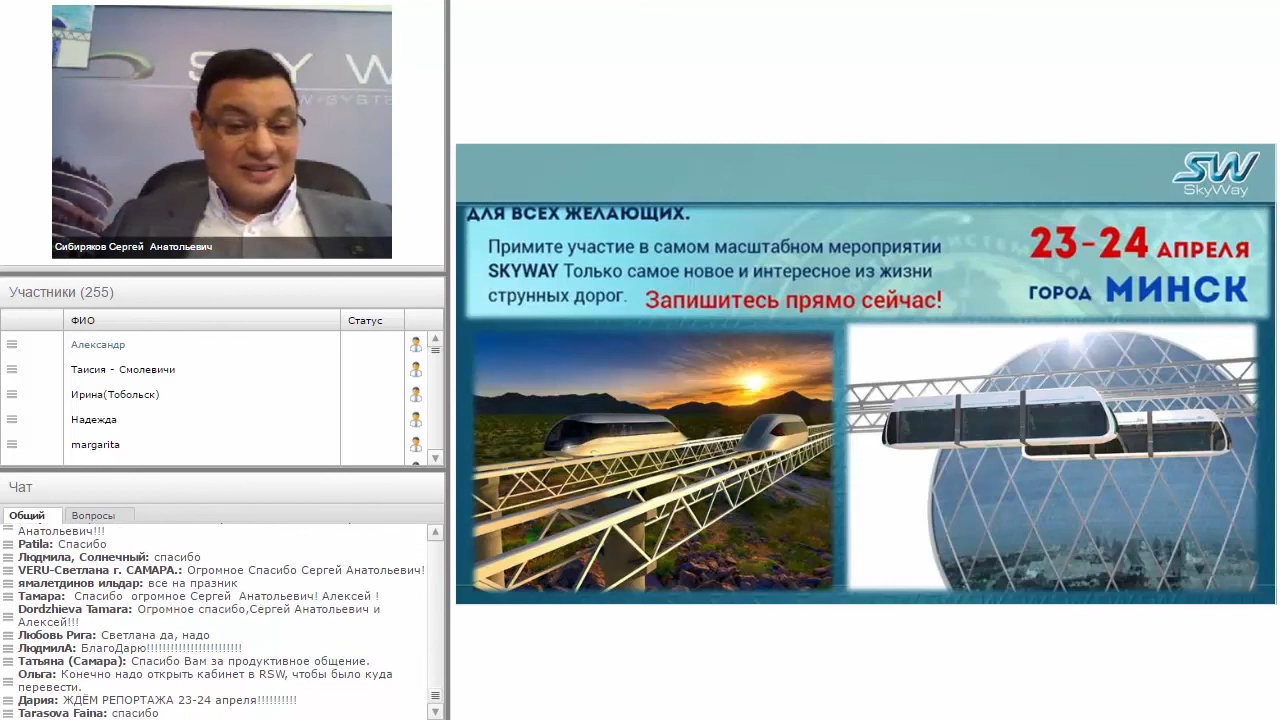 SKY W
W•SYSTE
Сибиряков Сергей Анатольевич
Участники (255)
ФИО
Статус
Александр
Таисия - Смолевичи
Ирина(Тобольск)
Надежда
margarita
Чат
Общий
Вопросы
Анатольевич!!!
Patila: Спасибо
Людмила, Солнечный: спасибо
VERU-Светлана г. САМАРА.: Огромное Спасибо Сергей Анатольевич!
ямалетдинов ильдар: все на празник
Тамара: Спасибо огромное Сергей Анатольевич! Алексей !
Dordzhieva Tamara: Огромное спасибо,Сергей Анатольевич и
Алексей!!!
Любовь Рига: Светлана да, надо
ЛюдмилА: БлагоДарю!!!!!!!!!!!!!!!!!!!!!!!!
Татьяна (Самара): Спасибо Вам за продуктивное общение.
Ольга: Конечно надо открыть кабинет в RSW, чтобы было куда
перевести.
Дария: ЖДЁМ РЕПОРТАЖА 23-24 апреля!!!!!!!!!!
Tarasova Faina: спасибо
SW
SkyWay
ДЛЯ ВСЕХ ЖЕЛАЮЩИХ.
Примите участие в самом масштабном мероприятии
SKYWAY Только самое новое и интересное из жизни
струнных дорог. Запишитесь прямо сейчас!
23-24 АПРЕЛЯ
ГОРОД МИНСК